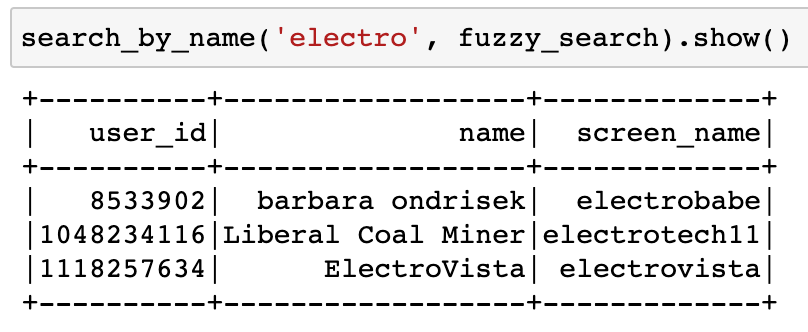 search_by_name('electro', fuzzy_search).show()
+----------+------------------+-------------+
|   user_id|              name|  screen_name|
+----------+------------------+-------------+
|   8533902|  barbara ondrisek|  electrobabe|
|1048234116|Liberal Coal Miner|electrotech11|
|1118257634|      ElectroVista| electrovista|
+----------+------------------+-------------+